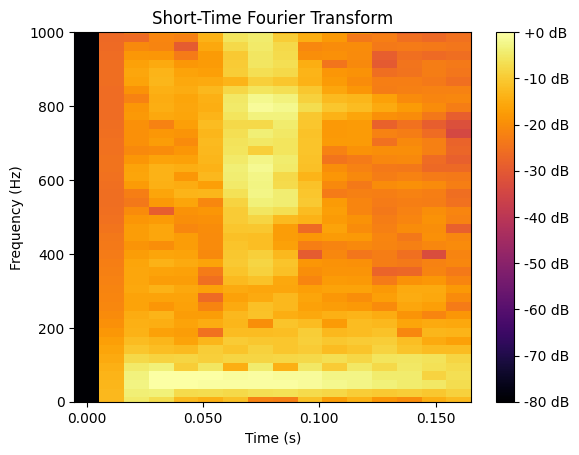 Short-Time Fourier Transform
1000
800
600
400
200
0
Frequency (Hz)
0.000
0.050
0.100
0.150
Time (s)
+0 dB
-10 dB
-20 dB
-30 dB
-40 dB
-50 dB
-60 dB
-70 dB
-80 dB